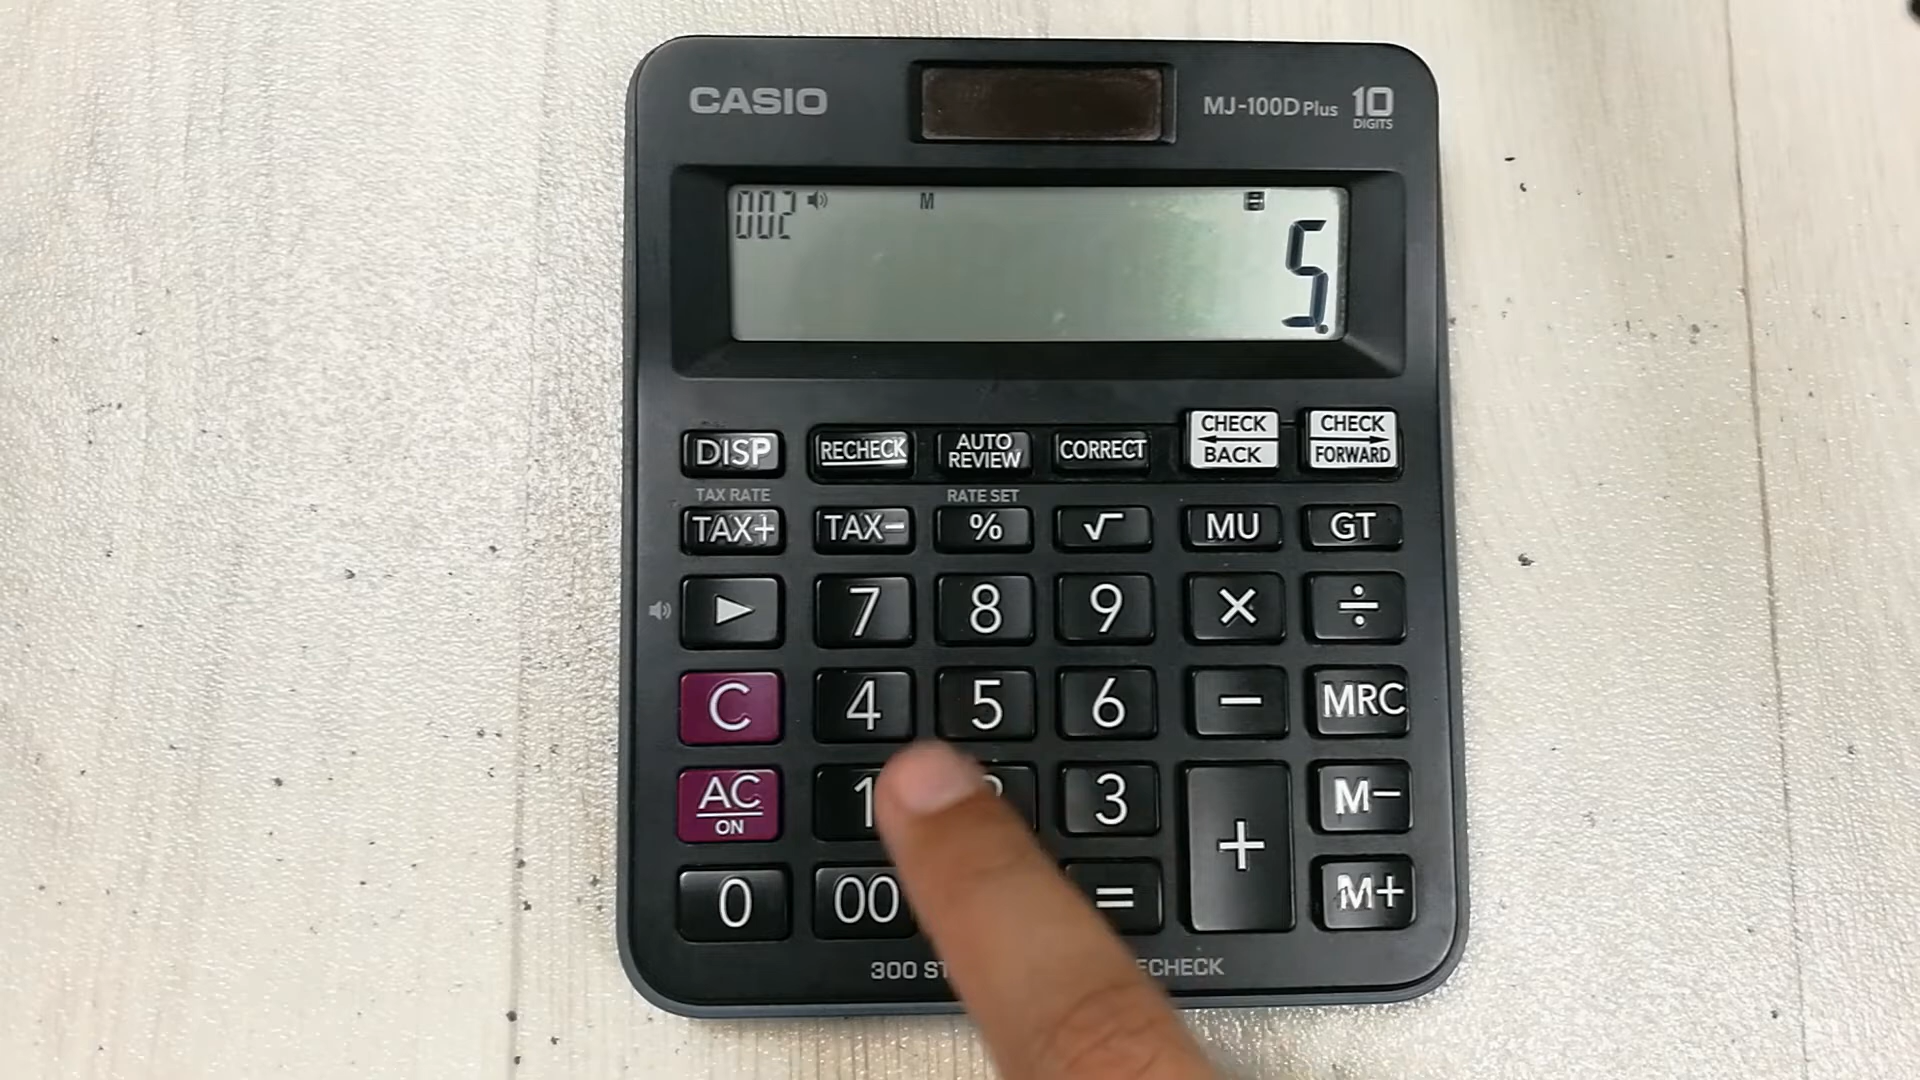 CASIO MJ-100D Plus 10
DIGITS
002 M
5.
DISP RECHECK AUTO REVIEW CORRECT CHECK BACK CHECK FORWARD
TAX RATE RATE SET
TAX+ TAX− % √ MU GT
▶ 7 8 9 × ÷
C 4 5 6 − MRC
AC 1 3 M−
ON
+
0 00 = M+
300 ST ECHECK